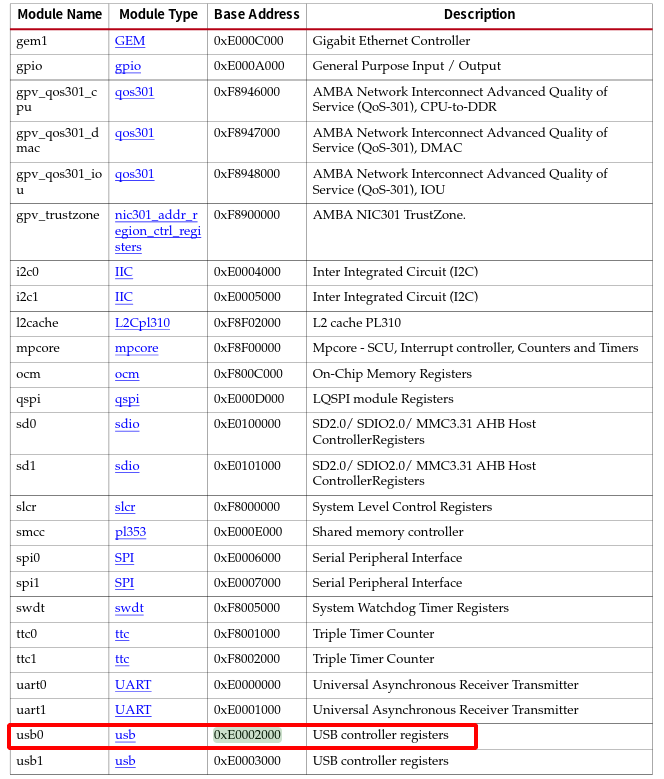 Module Name Module Type Base Address Description
gem1 GEM 0xE000C000 Gigabit Ethernet Controller
gpio gpio 0xE000A000 General Purpose Input / Output
gpv_qos301_c qos301 0xF8946000 AMBA Network Interconnect Advanced Quality of
pu Service (QoS-301), CPU-to-DDR
gpv_qos301_d qos301 0xF8947000 AMBA Network Interconnect Advanced Quality of
mac Service (QoS-301), DMAC
gpv_qos301_io qos301 0xF8948000 AMBA Network Interconnect Advanced Quality of
u Service (QoS-301), IOU
gpv_trustzone nic301_addr_r 0xF8900000 AMBA NIC301 TrustZone.
egion_ctrl_regi
sters
i2c0 IIC 0xE0004000 Inter Integrated Circuit (I2C)
i2c1 IIC 0xE0005000 Inter Integrated Circuit (I2C)
l2cache L2Cpl310 0xF8F02000 L2 cache PL310
mpcore mpcore 0xF8F00000 Mpcore - SCU, Interrupt controller, Counters and Timers
ocm ocm 0xF800C000 On-Chip Memory Registers
qspi qspi 0xE000D000 LQSPI module Registers
sd0 sdio 0xE0100000 SD2.0/ SDIO2.0/ MMC3.31 AHB Host
ControllerRegisters
sd1 sdio 0xE0101000 SD2.0/ SDIO2.0/ MMC3.31 AHB Host
ControllerRegisters
slcr slcr 0xF8000000 System Level Control Registers
smcc pl353 0xE000E000 Shared memory controller
spi0 SPI 0xE0006000 Serial Peripheral Interface
spi1 SPI 0xE0007000 Serial Peripheral Interface
swdt swdt 0xF8005000 System Watchdog Timer Registers
ttc0 ttc 0xF8001000 Triple Timer Counter
ttc1 ttc 0xF8002000 Triple Timer Counter
uart0 UART 0xE0000000 Universal Asynchronous Receiver Transmitter
uart1 UART 0xE0001000 Universal Asynchronous Receiver Transmitter
usb0 usb 0xE0002000 USB controller registers
usb1 usb 0xE0003000 USB controller registers